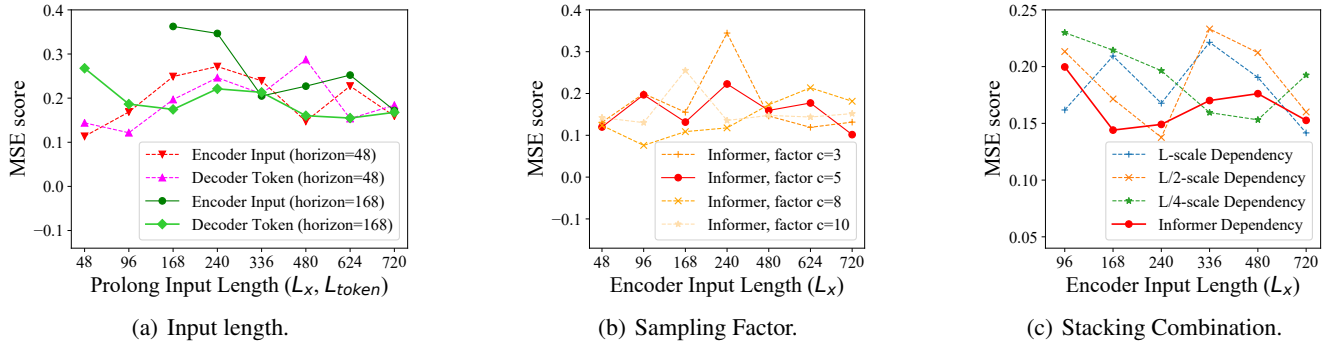 0.4
0.3
0.2
0.1
0.0
−0.1
MSE score
48 96 168 240 336 480 624 720
Prolong Input Length (Lx, Ltoken)
Encoder Input (horizon=48)
Decoder Token (horizon=48)
Encoder Input (horizon=168)
Decoder Token (horizon=168)
(a) Input length.
0.4
0.3
0.2
0.1
0.0
−0.1
MSE score
48 96 168 240 480 624 720
Encoder Input Length (Lx)
Informer, factor c=3
Informer, factor c=5
Informer, factor c=8
Informer, factor c=10
(b) Sampling Factor.
0.25
0.20
0.15
0.10
0.05
MSE score
96 168 240 336 480 720
Encoder Input Length (Lx)
L-scale Dependency
L/2-scale Dependency
L/4-scale Dependency
Informer Dependency
(c) Stacking Combination.